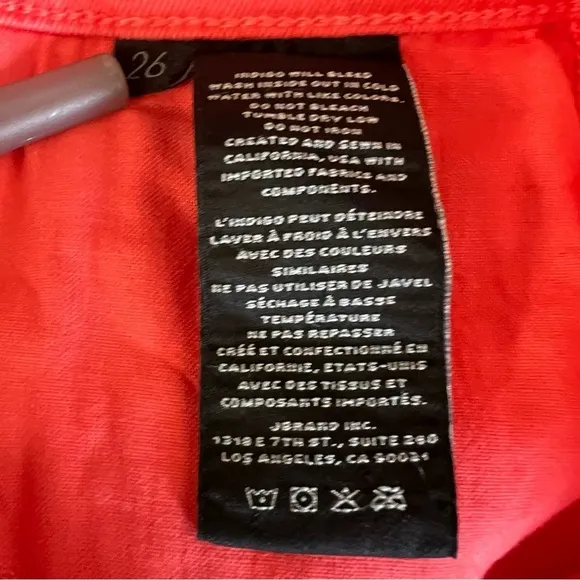 26
INDIGO WILL BLEED
WASH INSIDE OUT IN COLD
WATER WITH LIKE COLORS.
DO NOT BLEACH
TUMBLE DRY LOW
DO NOT IRON
CREATED AND SEWN IN
CALIFORNIA, USA WITH
IMPORTED FABRICS AND
COMPONENTS.
L'INDIGO PEUT DÉTEINDRE
LAVER À FROID À L'ENVERS
AVEC DES COULEURS
SIMILAIRES
NE PAS UTILISER DE JAVEL
SÉCHAGE À BASSE
TEMPÉRATURE
NE PAS REPASSER
CRÉÉ ET CONFECTIONNÉ EN
CALIFORNIE, ETATS-UNIS
AVEC DES TISSUS ET
COMPOSANTS IMPORTÉS.
JBRAND INC.
1318 E 7TH ST., SUITE 260
LOS ANGELES, CA 90021